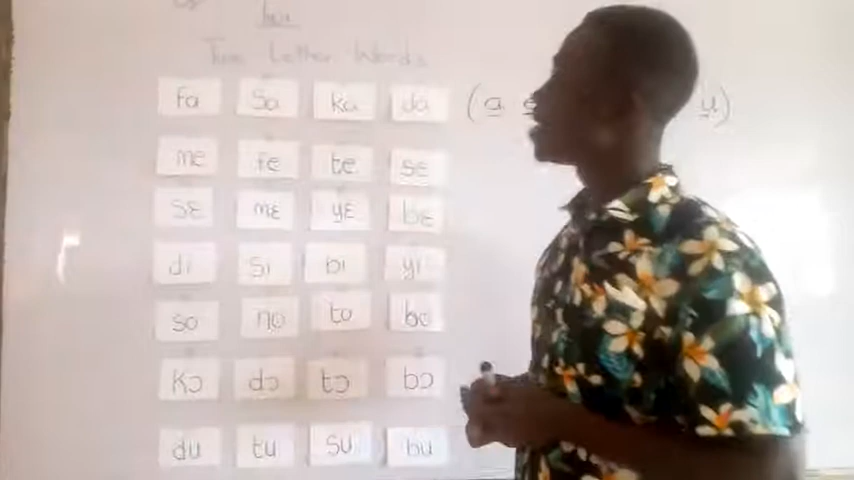 Two Letter Words
fa sa ka da (a e u)
me fe te sɛ
sɛ mɛ yɛ bɛ
di si bi yi
so no to bo
kɔ dɔ tɔ bɔ
du tu su bu